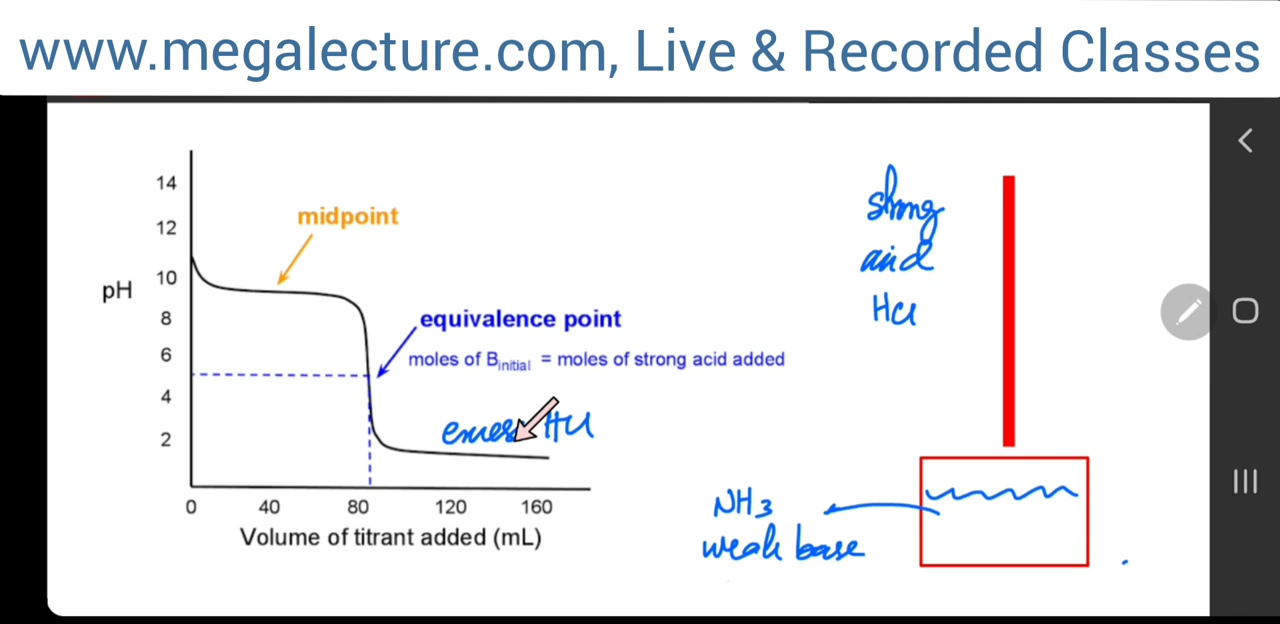 www.megalecture.com, Live & Recorded Classes
14
12
10
8
6
4
2
pH
midpoint
equivalence point
moles of Binitial = moles of strong acid added
excess HCl
0 40 80 120 160
Volume of titrant added (mL)
strong
acid
HCl
NH3
weak base